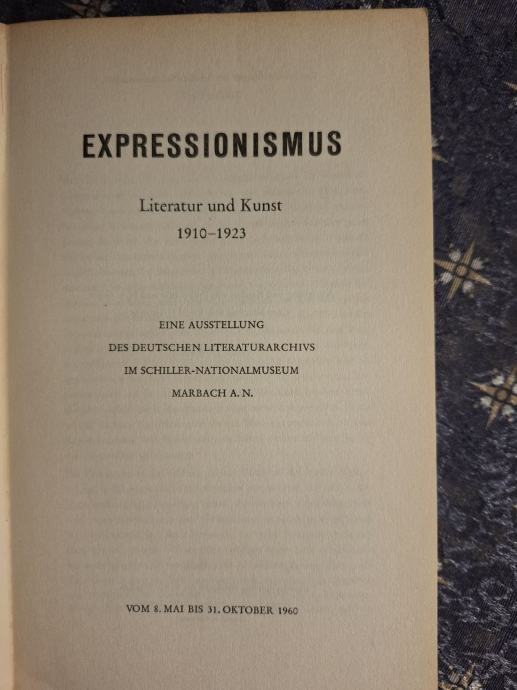 EXPRESSIONISMUS
Literatur und Kunst
1910–1923
EINE AUSSTELLUNG
DES DEUTSCHEN LITERATURARCHIVS
IM SCHILLER-NATIONALMUSEUM
MARBACH A. N.
VOM 8. MAI BIS 31. OKTOBER 1960